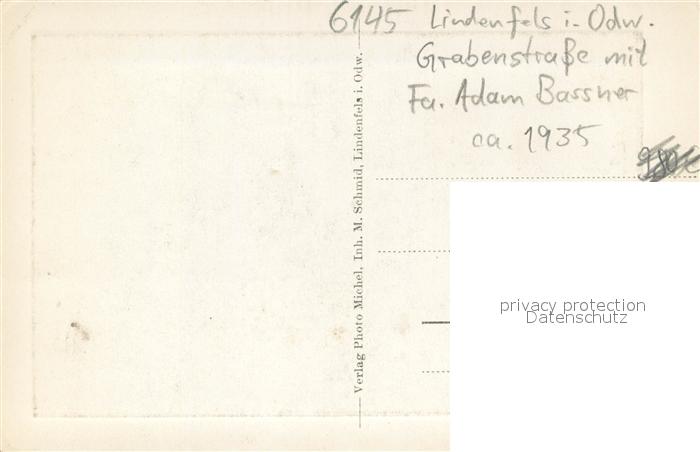 6145 Lindenfels i. Odw.
Grabenstraße mit
Fa. Adam Bassner
ca. 1935
Verlag Photo Michel, Inh. M. Schmid, Lindenfels i. Odw.
privacy protection
Datenschutz